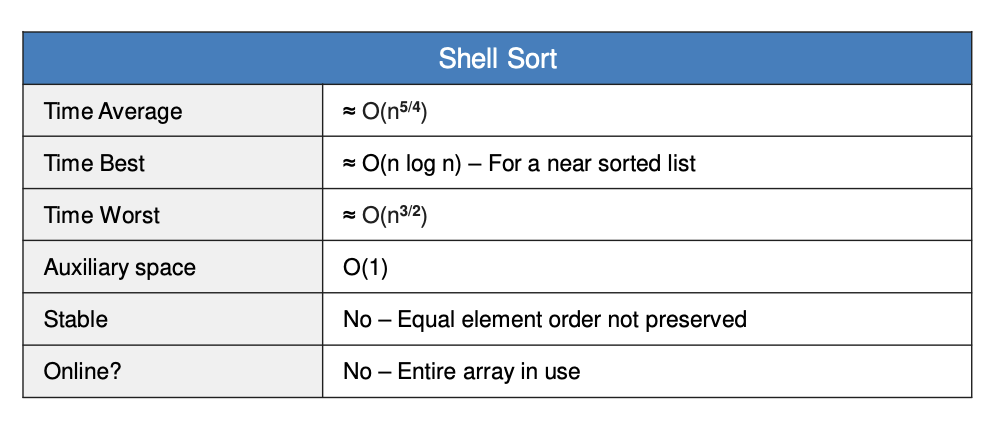 Shell Sort
Time Average ≈ O(n^5/4)
Time Best ≈ O(n log n) – For a near sorted list
Time Worst ≈ O(n^3/2)
Auxiliary space O(1)
Stable No – Equal element order not preserved
Online? No – Entire array in use